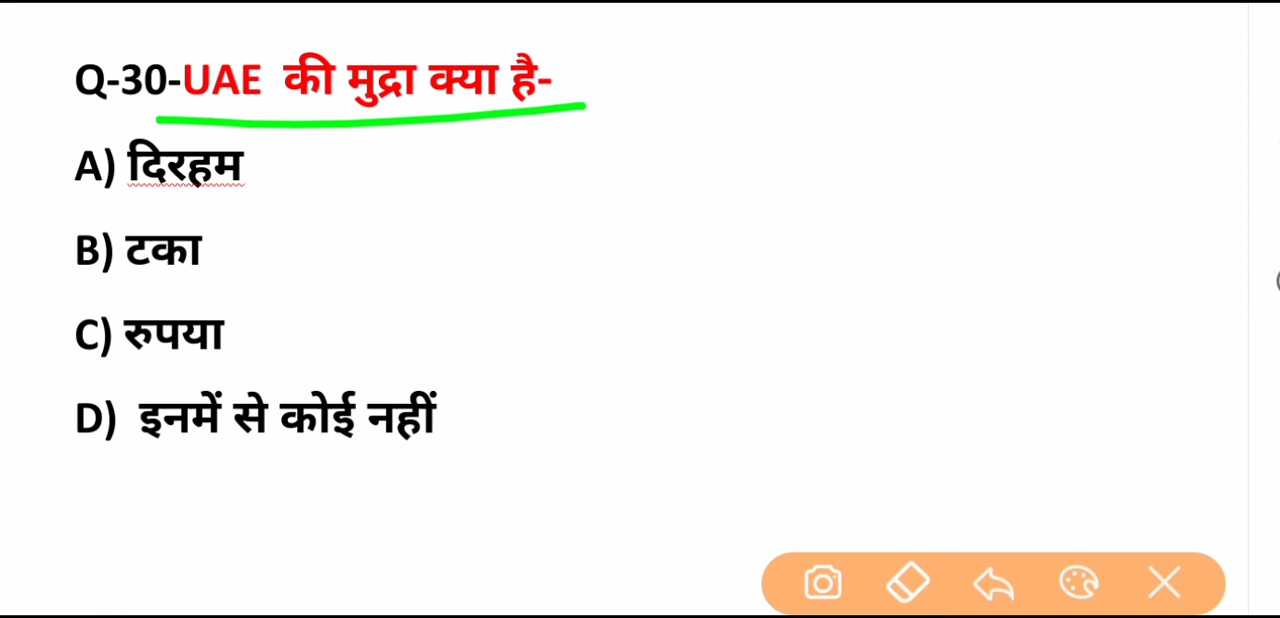 Q-30-UAE की मुद्रा क्या है-
A) दिरहम
B) टका
C) रुपया
D) इनमें से कोई नहीं